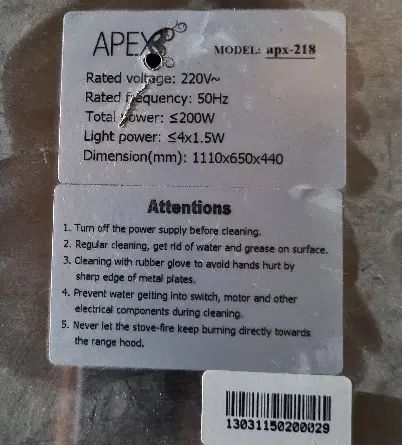 APEX
MODEL: apx-218
Rated voltage: 220V~
Rated frequency: 50Hz
Total power: ≤200W
Light power: ≤4x1.5W
Dimension(mm): 1110x650x440
Attentions
1. Turn off the power supply before cleaning.
2. Regular cleaning, get rid of water and grease on surface.
3. Cleaning with rubber glove to avoid hands hurt by
sharp edge of metal plates.
4. Prevent water getting into switch, motor and other
electrical components during cleaning.
5. Never let the stove-fire keep burning directly towards
the range hood.
13031150200029